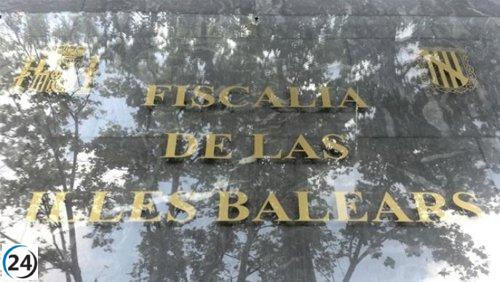 FISCALIA
DE LAS
ILLES BALEARS
24